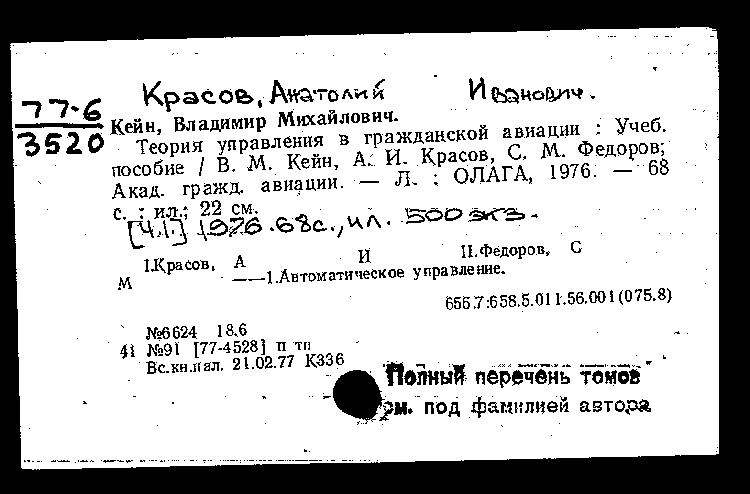 Красов, Анатолий Иванович.
77-6
3520
Кейн, Владимир Михайлович.
Теория управления в гражданской авиации : Учеб.
пособие / В. М. Кейн, А. И. Красов, С. М. Федоров;
Акад. гражд. авиации. — Л. : ОЛАГА, 1976. — 68
с. : ил.; 22 см.
[Ч.1.] 1976. 68с., ил. 500 экз.
I.Красов, А И II.Федоров, С
М —–1.Автоматическое управление.
656.7:658.5.011.56.001(075.8)
№6624 18.6
41 №91 [77-4528] п тп
Вс.кн.пал. 21.02.77 К336
Полный перечень томов
см. под фамилией автора